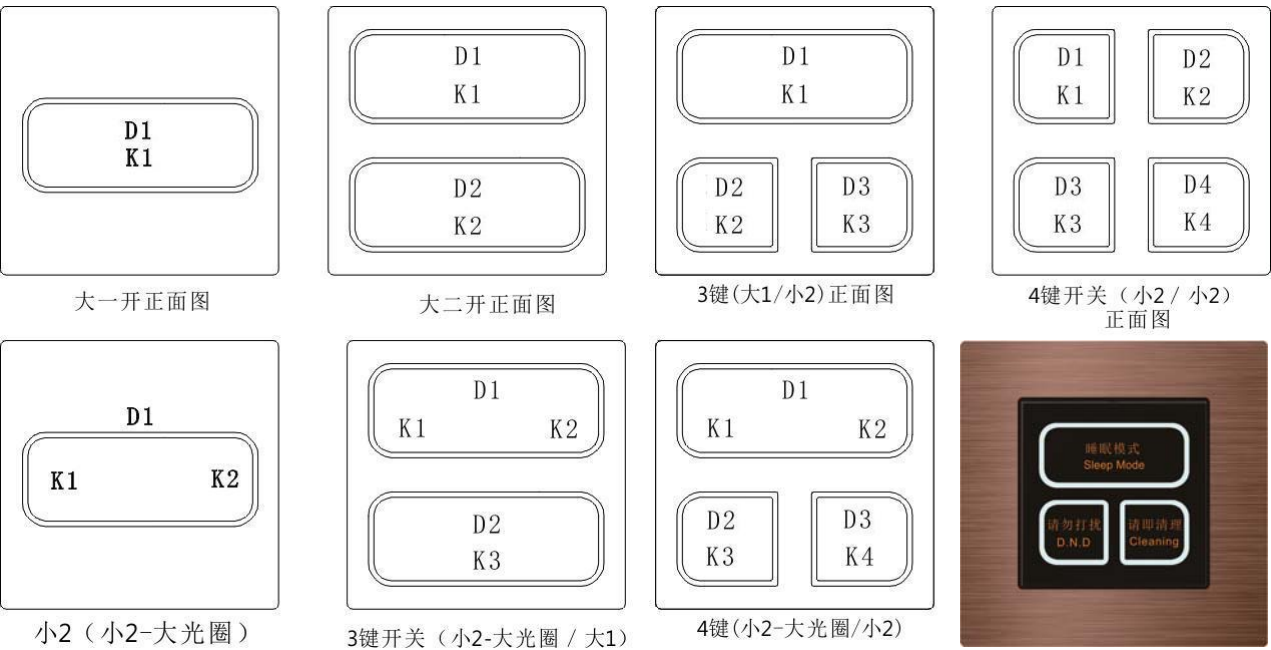 D1
K1
大一开正面图
D1
K1
D2
K2
大二开正面图
D1
K1
D2
K2
D3
K3
3键(大1/小2)正面图
D1
K1
D2
K2
D3
K3
D4
K4
4键开关（小2 / 小2）
正面图
D1
K1 K2
小2（小2-大光圈）
D1
K1 K2
D2
K3
3键开关（小2-大光圈 / 大1）
D1
K1 K2
D2
K3
D3
K4
4键(小2-大光圈/小2)
睡眠模式
Sleep Mode
请勿打扰
D.N.D
请即清理
Cleaning